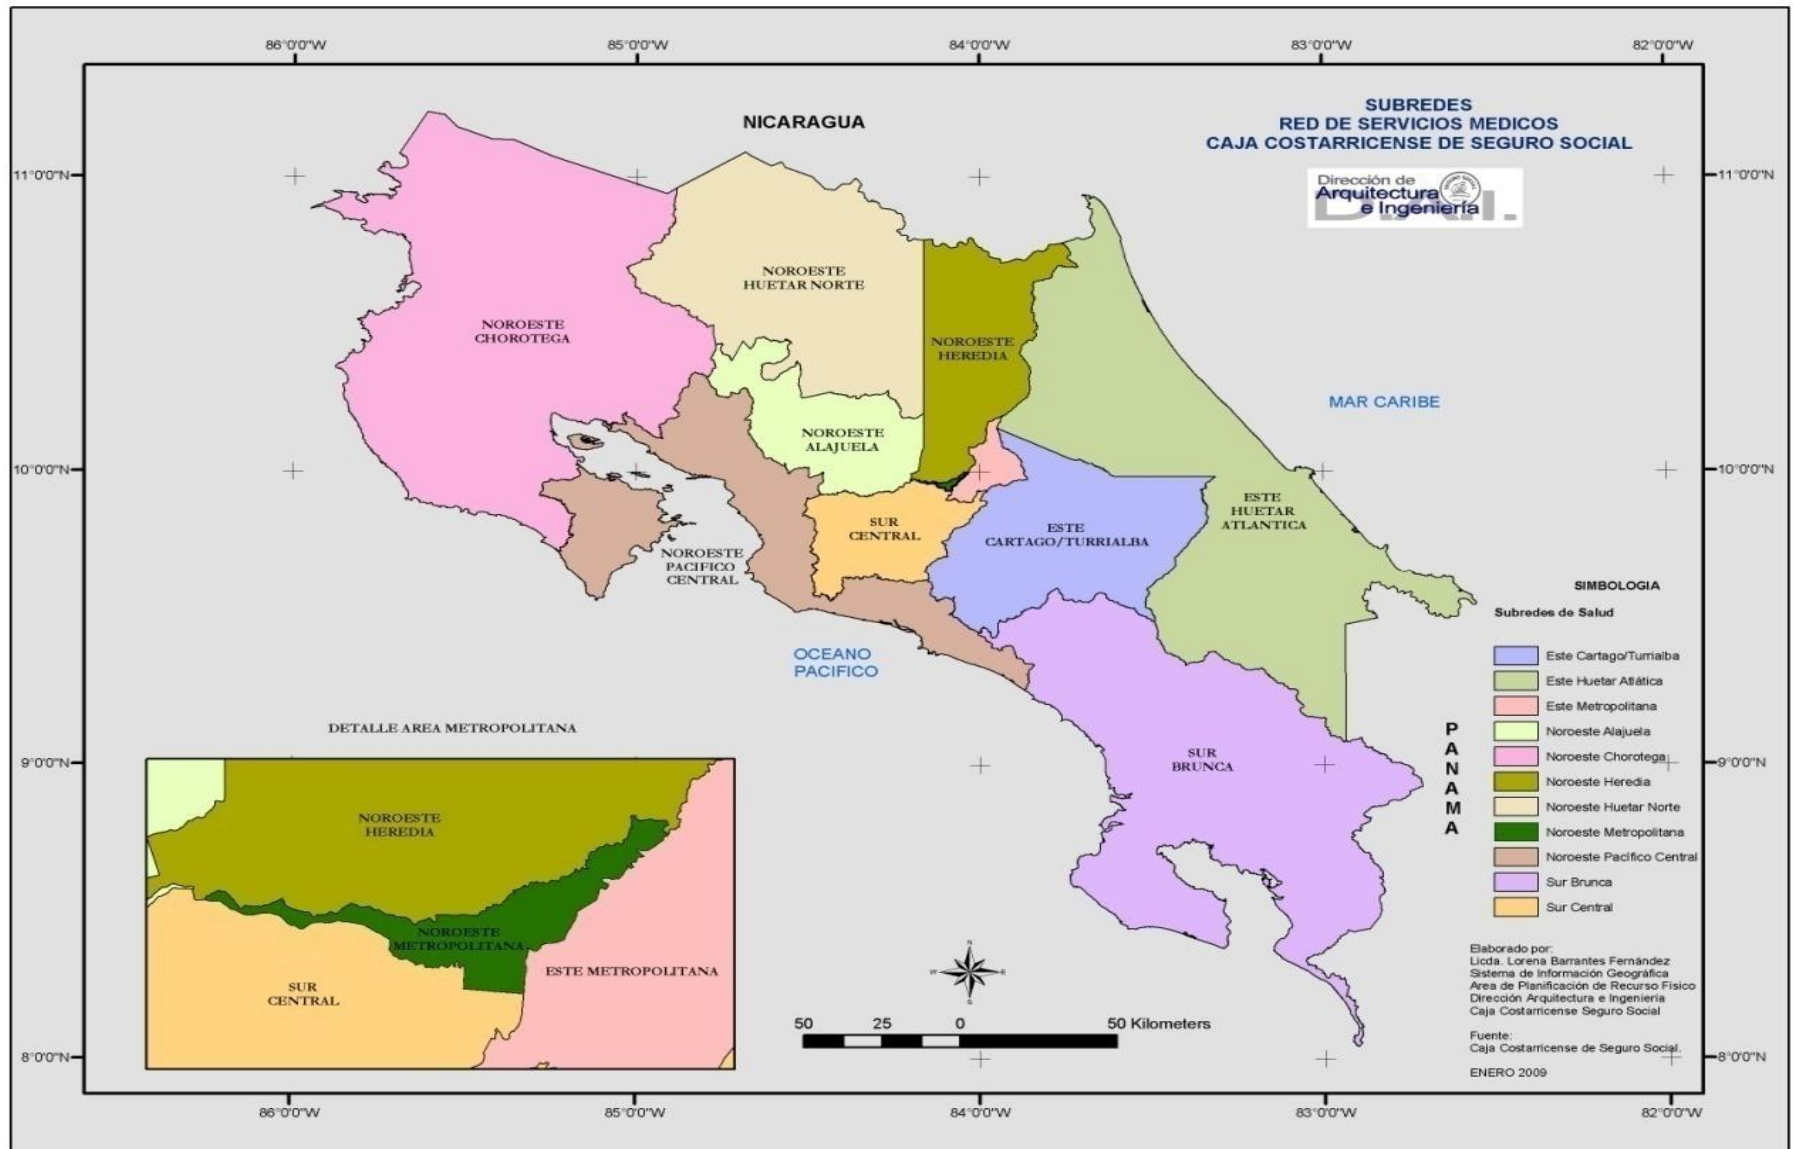 86°0'0"W 85°0'0"W 84°0'0"W 83°0'0"W 82°0'0"W
SUBREDES
RED DE SERVICIOS MEDICOS
CAJA COSTARRICENSE DE SEGURO SOCIAL
Dirección de
Arquitectura
e Ingeniería
D.A.I.
NICARAGUA
11°0'0"N 11°0'0"N
NOROESTE
HUETAR NORTE
NOROESTE
CHOROTEGA
NOROESTE
HEREDIA
MAR CARIBE
NOROESTE
ALAJUELA
10°0'0"N 10°0'0"N
ESTE
HUETAR
ATLANTICA
SUR
CENTRAL
ESTE
CARTAGO/TURRIALBA
NOROESTE
PACIFICO
CENTRAL
OCEANO
PACIFICO
SUR
BRUNCA
PANAMA
9°0'0"N 9°0'0"N
SIMBOLOGIA
Subredes de Salud
Este Cartago/Turrialba
Este Huetar Atlática
Este Metropolitana
Noroeste Alajuela
Noroeste Chorotega
Noroeste Heredia
Noroeste Huetar Norte
Noroeste Metropolitana
Noroeste Pacífico Central
Sur Brunca
Sur Central
DETALLE AREA METROPOLITANA
NOROESTE
HEREDIA
NOROESTE
METROPOLITANA
ESTE METROPOLITANA
SUR
CENTRAL
N
W E
S
50 25 0 50 Kilometers
Elaborado por:
Licda. Lorena Barrantes Fernández
Sistema de Información Geográfica
Area de Planificación de Recurso Físico
Dirección Arquitectura e Ingeniería
Caja Costarricense Seguro Social
Fuente:
Caja Costarricense de Seguro Social.
ENERO 2009
8°0'0"N 8°0'0"N
86°0'0"W 85°0'0"W 84°0'0"W 83°0'0"W 82°0'0"W